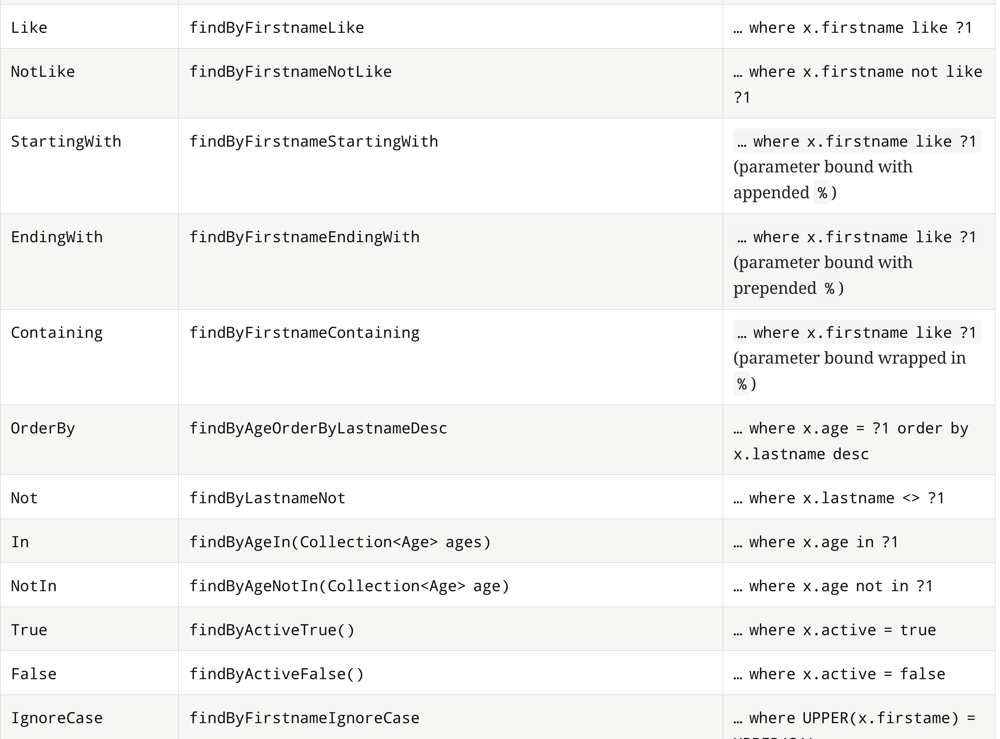 Like findByFirstnameLike … where x.firstname like ?1
NotLike findByFirstnameNotLike … where x.firstname not like
?1
StartingWith findByFirstnameStartingWith … where x.firstname like ?1
(parameter bound with
appended %)
EndingWith findByFirstnameEndingWith … where x.firstname like ?1
(parameter bound with
prepended %)
Containing findByFirstnameContaining … where x.firstname like ?1
(parameter bound wrapped in
%)
OrderBy findByAgeOrderByLastnameDesc … where x.age = ?1 order by
x.lastname desc
Not findByLastnameNot … where x.lastname <> ?1
In findByAgeIn(Collection<Age> ages) … where x.age in ?1
NotIn findByAgeNotIn(Collection<Age> age) … where x.age not in ?1
True findByActiveTrue() … where x.active = true
False findByActiveFalse() … where x.active = false
IgnoreCase findByFirstnameIgnoreCase … where UPPER(x.firstame) =